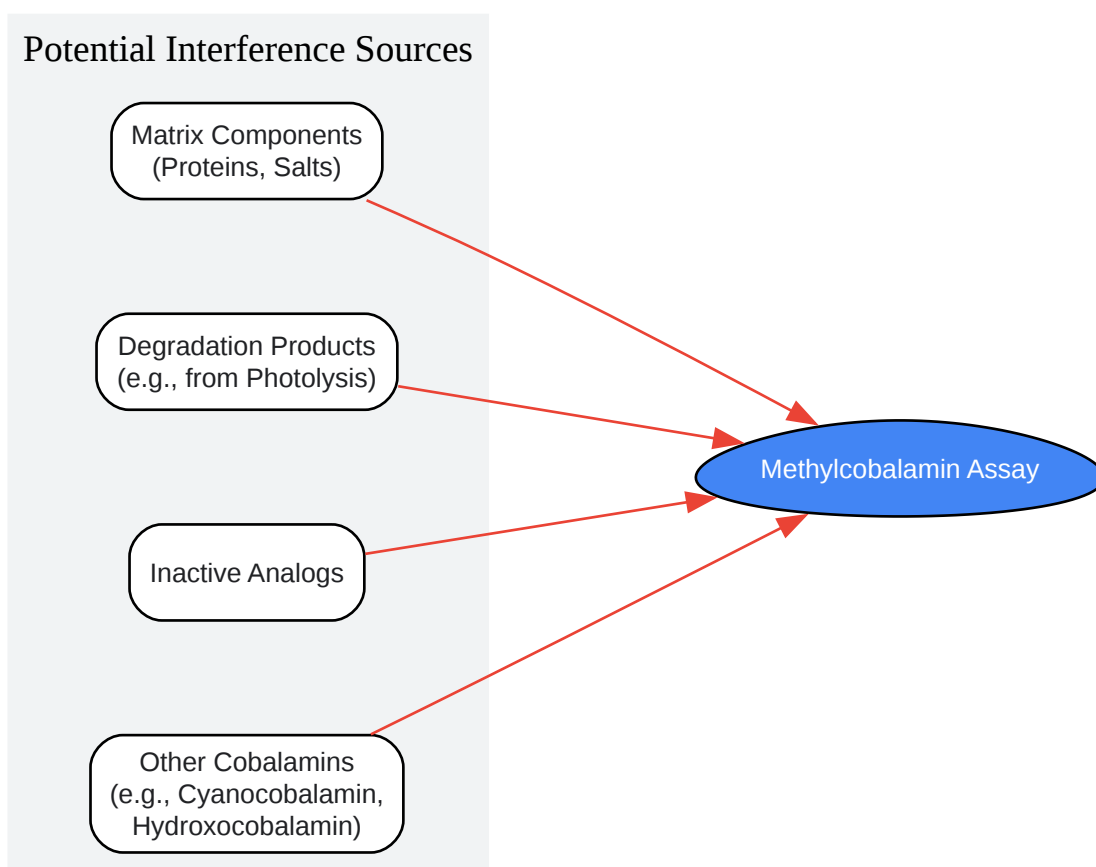 Potential Interference Sources
Matrix Components
(Proteins, Salts)
Degradation Products
(e.g., from Photolysis)
Methylcobalamin Assay
Inactive Analogs
Other Cobalamins
(e.g., Cyanocobalamin,
Hydroxocobalamin)